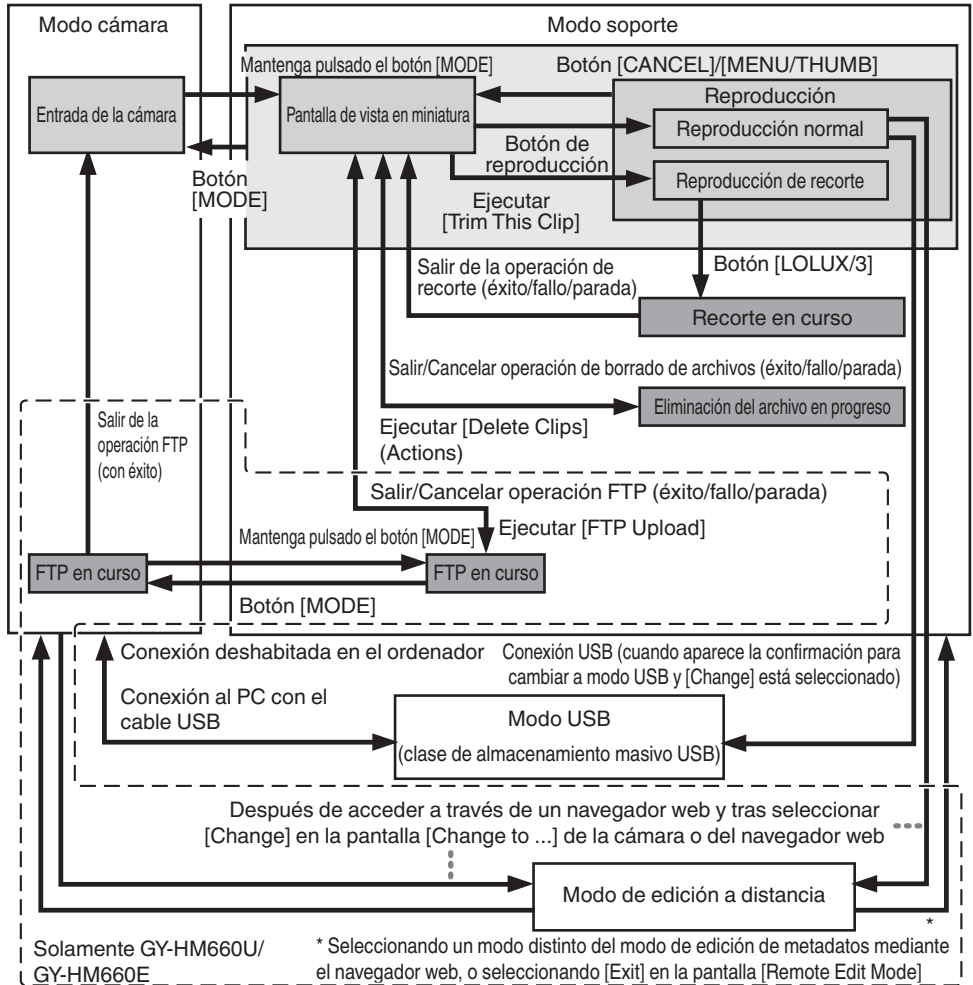 Modo cámara
Modo soporte
Mantenga pulsado el botón [MODE]
Botón [CANCEL]/[MENU/THUMB]
Entrada de la cámara
Pantalla de vista en miniatura
Reproducción
Reproducción normal
Botón de
reproducción
Reproducción de recorte
Botón
[MODE]
Ejecutar
[Trim This Clip]
Salir de la operación de
recorte (éxito/fallo/parada)
Botón [LOLUX/3]
Recorte en curso
Salir/Cancelar operación de borrado de archivos (éxito/fallo/parada)
Eliminación del archivo en progreso
Ejecutar [Delete Clips]
(Actions)
Salir de la
operación FTP
(con éxito)
Salir/Cancelar operación FTP (éxito/fallo/parada)
Ejecutar [FTP Upload]
Mantenga pulsado el botón [MODE]
FTP en curso
FTP en curso
Botón [MODE]
Conexión deshabitada en el ordenador
Conexión USB (cuando aparece la confirmación para
cambiar a modo USB y [Change] está seleccionado)
Conexión al PC con el
cable USB
Modo USB
(clase de almacenamiento masivo USB)
Después de acceder a través de un navegador web y tras seleccionar
[Change] en la pantalla [Change to ...] de la cámara o del navegador web
Modo de edición a distancia
*
Solamente GY-HM660U/
GY-HM660E
* Seleccionando un modo distinto del modo de edición de metadatos mediante
el navegador web, o seleccionando [Exit] en la pantalla [Remote Edit Mode]